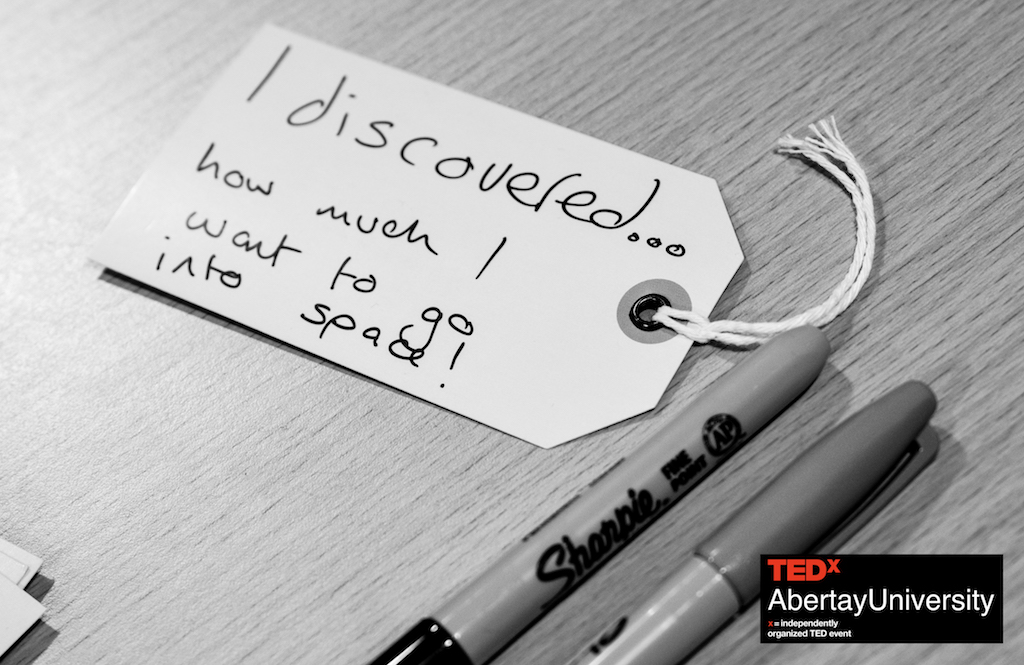 I discovered...
how much I
want to go
into space!
Sharpie
FINE
POINT
AP
TEDx
AbertayUniversity
x = independently
organized TED event